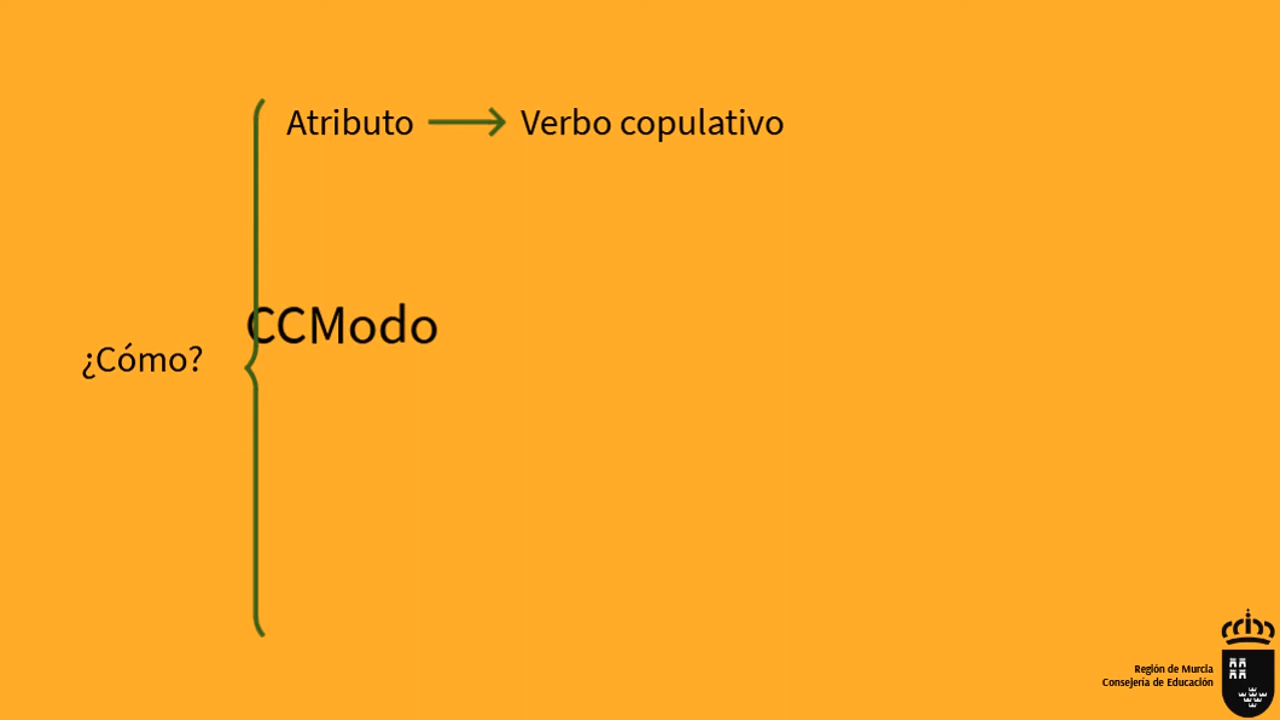 Atributo → Verbo copulativo
CCModo
¿Cómo?
Región de Murcia
Consejería de Educación